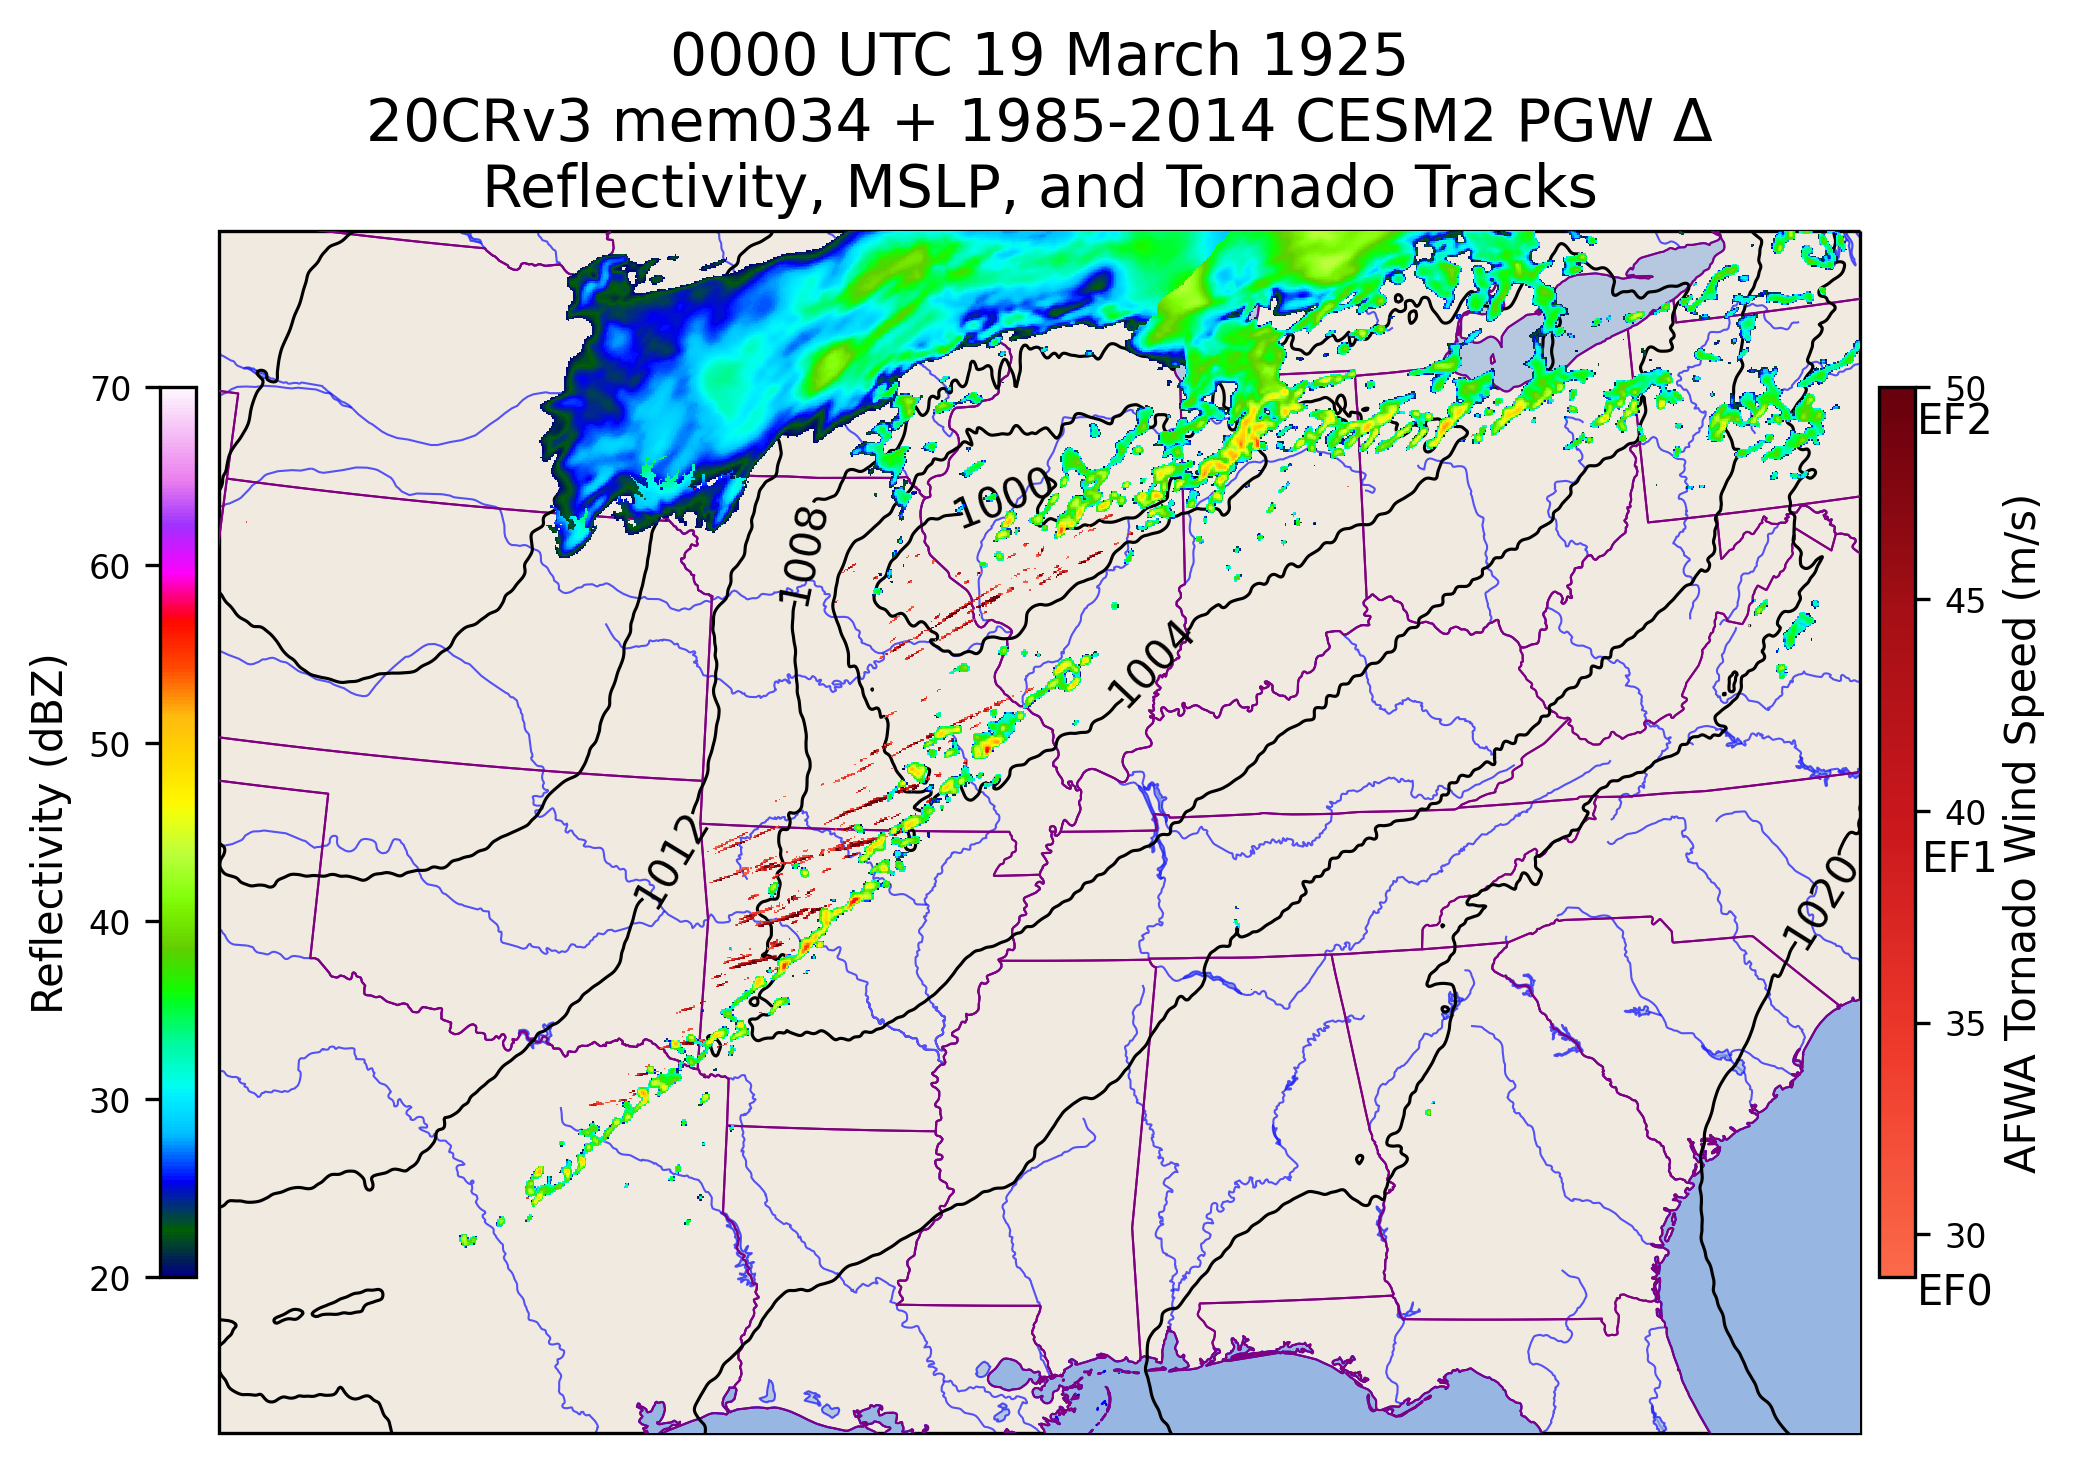 0000 UTC 19 March 1925
20CRv3 mem034 + 1985-2014 CESM2 PGW Δ
Reflectivity, MSLP, and Tornado Tracks
Reflectivity (dBZ)
70
60
50
40
30
20
1000
1008
1004
1012
1020
50
EF2
45
40
EF1
35
30
EF0
AFWA Tornado Wind Speed (m/s)